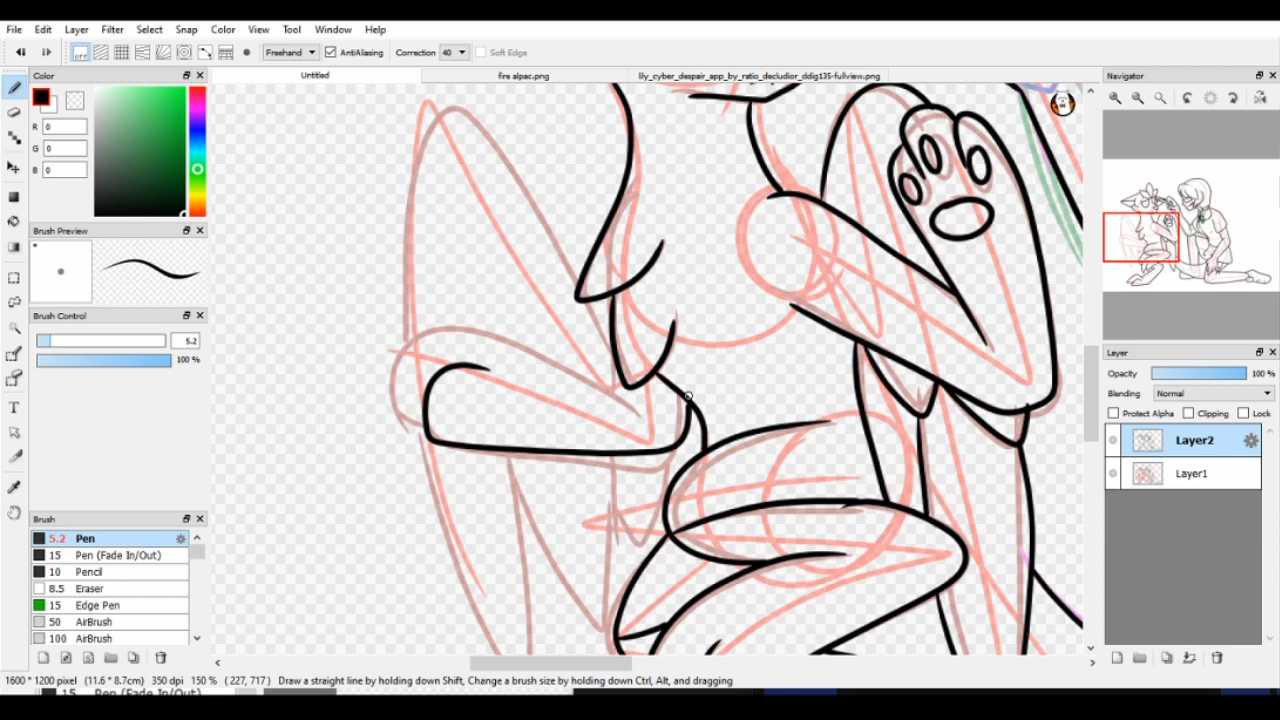 File Edit Layer Filter Select Snap Color View Tool Window Help
off Freehand AntiAliasing Correction 40 Soft Edge
Color
Untitled
fire alpac.png
lily_cyber_despair_app_by_ratio_decludior_ddig135-fullview.png
Navigator
R 0
G 0
B 0
Brush Preview
Brush Control
5.2
100 %
Brush
5.2 Pen
15 Pen (Fade In/Out)
10 Pencil
8.5 Eraser
15 Edge Pen
50 AirBrush
100 AirBrush
Layer
Opacity 100 %
Blending Normal
Protect Alpha Clipping Lock
Layer2
Layer1
1600 * 1200 pixel (11.6 * 8.7cm) 350 dpi 150 % ( 227, 717 ) Draw a straight line by holding down Shift, Change a brush size by holding down Ctrl, Alt, and dragging
15 Pen (Fade In/Out)